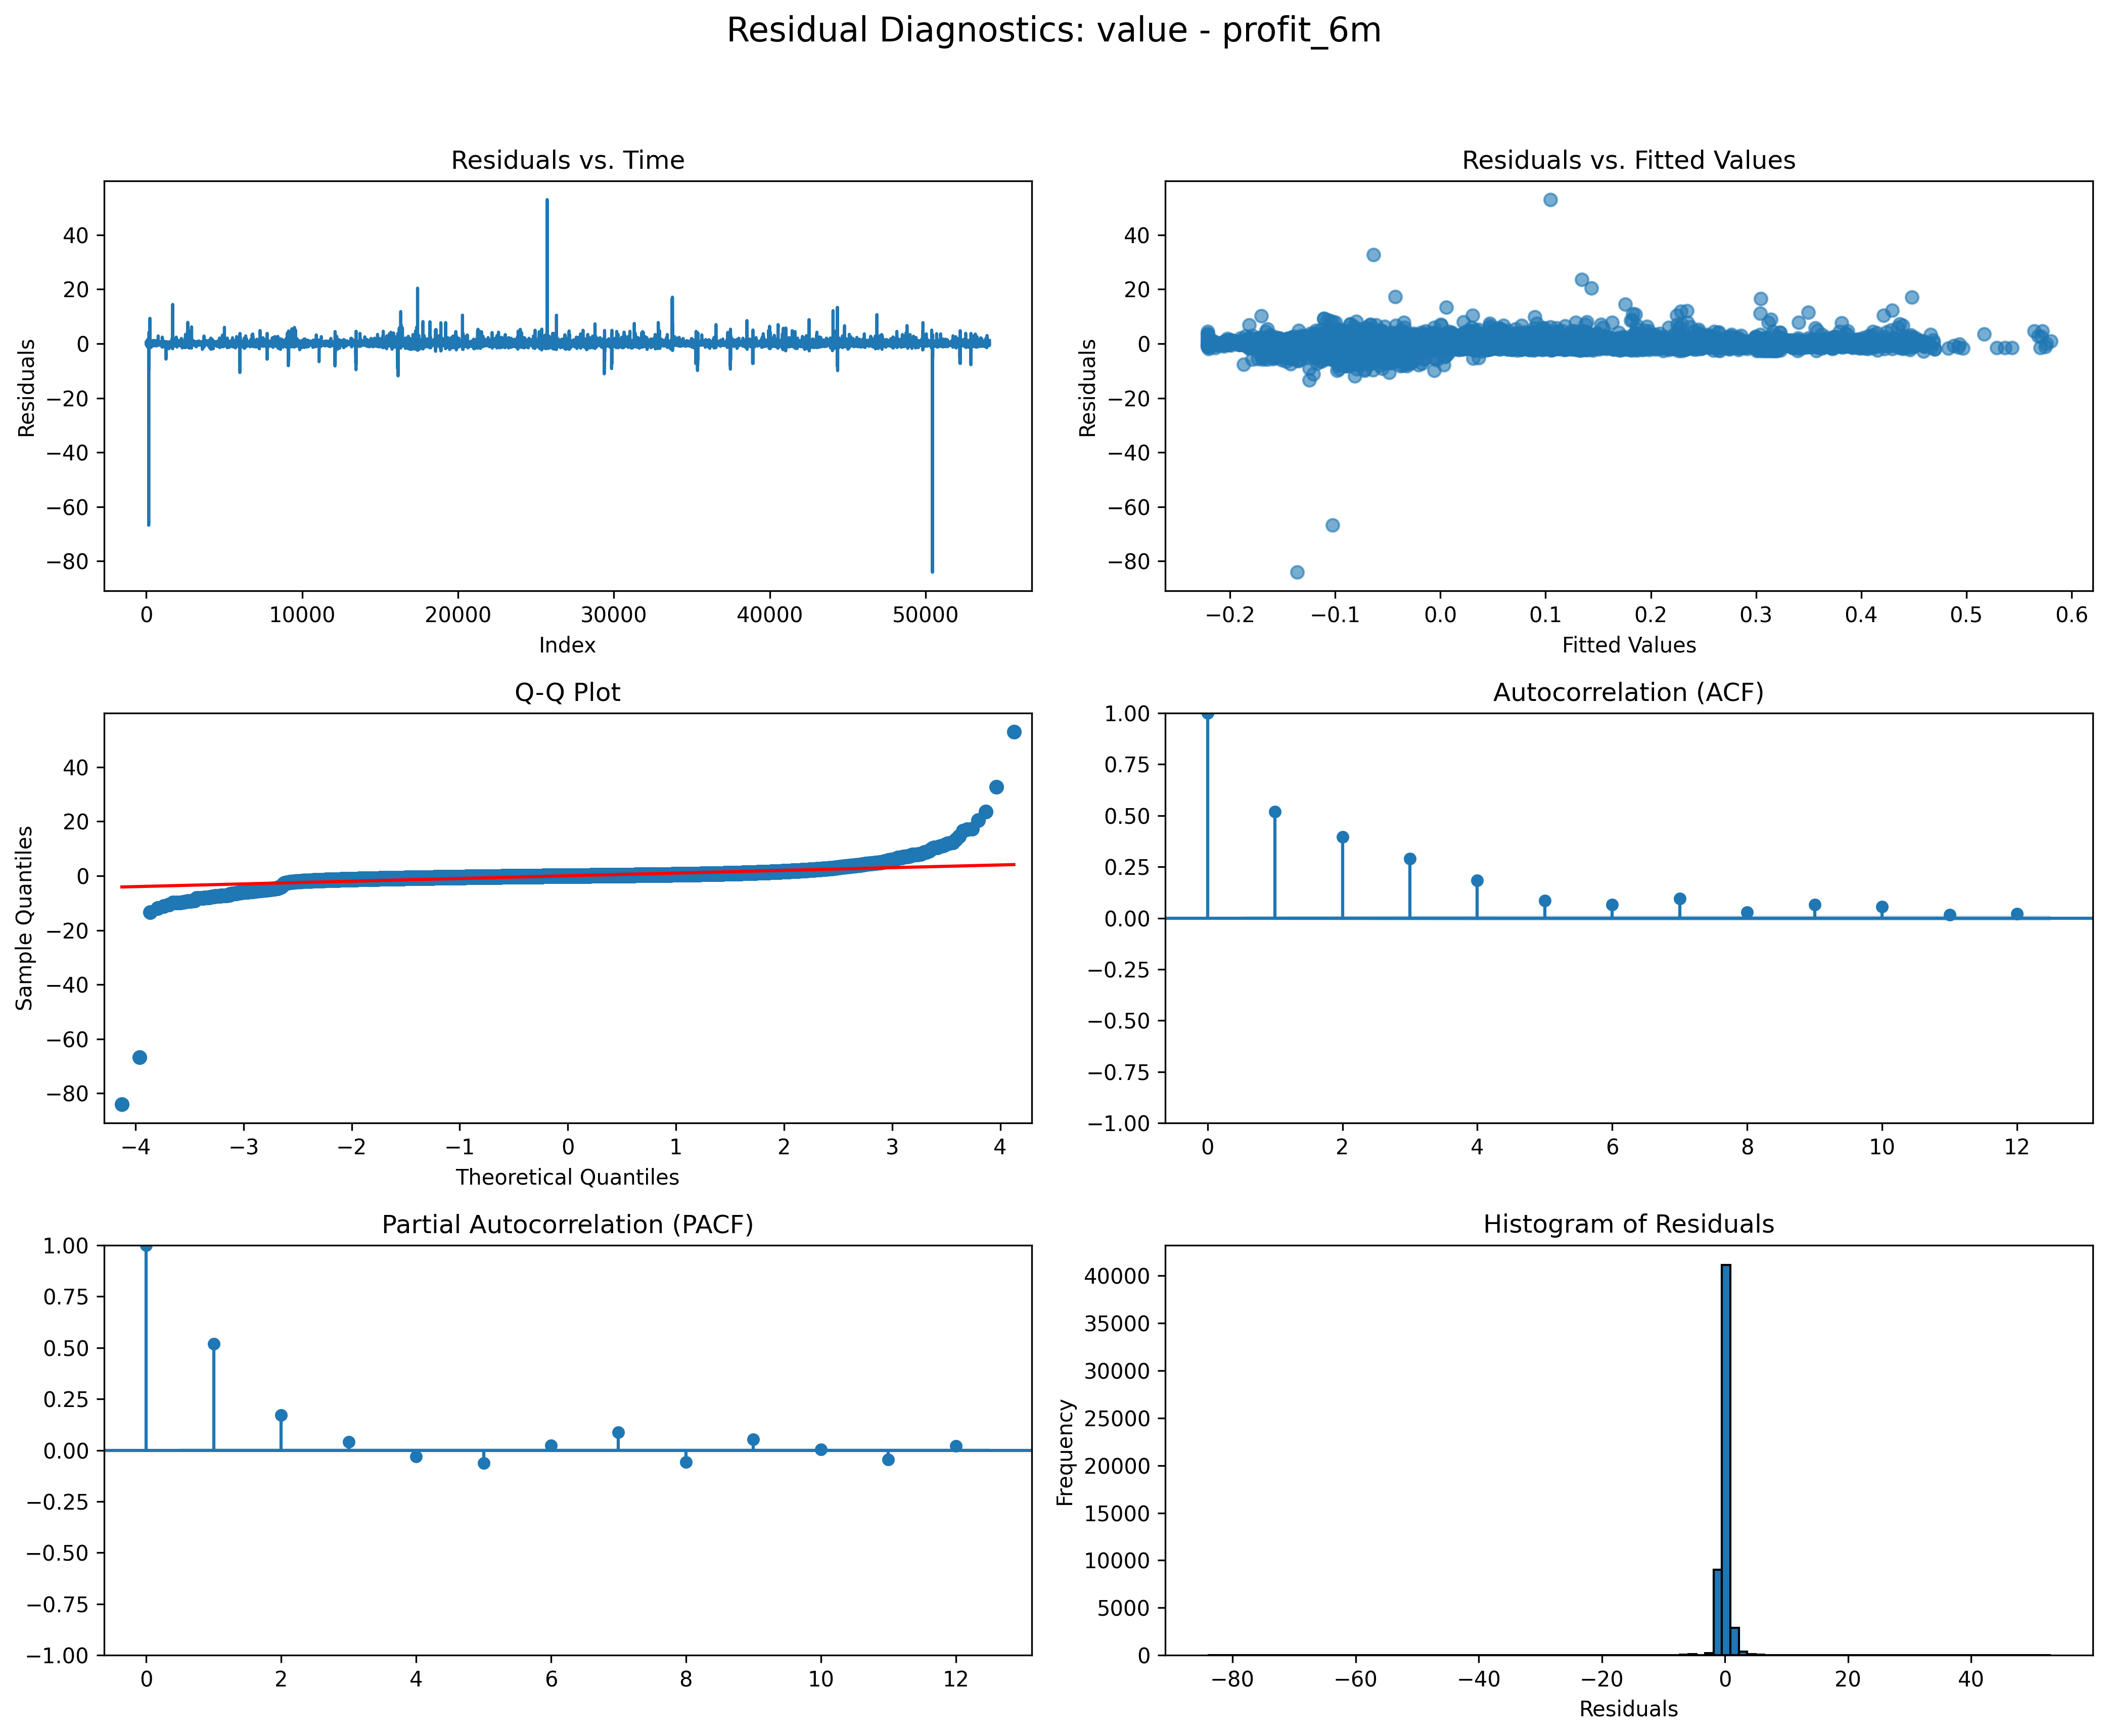 Residual Diagnostics: value - profit_6m
Residuals vs. Time
Residuals
40
20
0
−20
−40
−60
−80
0 10000 20000 30000 40000 50000
Index
Residuals vs. Fitted Values
Residuals
40
20
0
−20
−40
−60
−80
−0.2 −0.1 0.0 0.1 0.2 0.3 0.4 0.5 0.6
Fitted Values
Q-Q Plot
Sample Quantiles
40
20
0
−20
−40
−60
−80
−4 −3 −2 −1 0 1 2 3 4
Theoretical Quantiles
Autocorrelation (ACF)
1.00
0.75
0.50
0.25
0.00
−0.25
−0.50
−0.75
−1.00
0 2 4 6 8 10 12
Partial Autocorrelation (PACF)
1.00
0.75
0.50
0.25
0.00
−0.25
−0.50
−0.75
−1.00
0 2 4 6 8 10 12
Histogram of Residuals
Frequency
40000
35000
30000
25000
20000
15000
10000
5000
0
−80 −60 −40 −20 0 20 40
Residuals